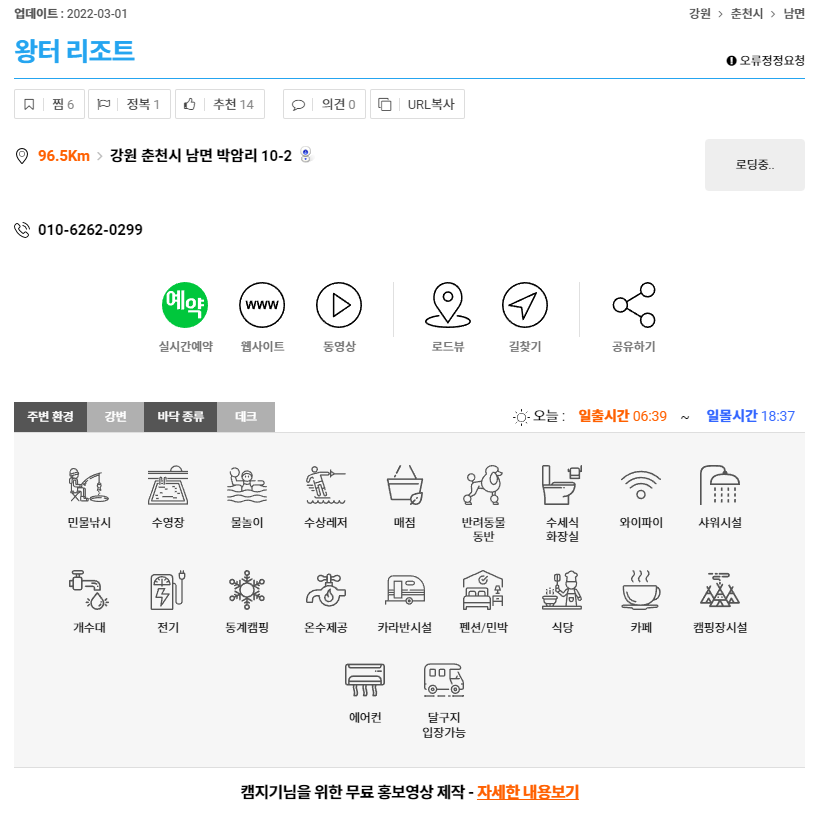 업데이트 : 2022-03-01
강원 > 춘천시 > 남면
왕터 리조트
오류정정요청
찜 6
정복 1
추천 14
의견 0
URL복사
96.5Km > 강원 춘천시 남면 박암리 10-2
로딩중..
010-6262-0299
예약
www
실시간예약
웹사이트
동영상
로드뷰
길찾기
공유하기
주변 환경
강변
바닥 종류
데크
오늘 :
일출시간 06:39
~
일몰시간 18:37
민물낚시
수영장
물놀이
수상레저
매점
반려동물
동반
수세식
화장실
와이파이
샤워시설
개수대
전기
동계캠핑
온수제공
카라반시설
펜션/민박
식당
카페
캠핑장시설
에어컨
달구지
입장가능
캠지기님을 위한 무료 홍보영상 제작 - 자세한 내용보기